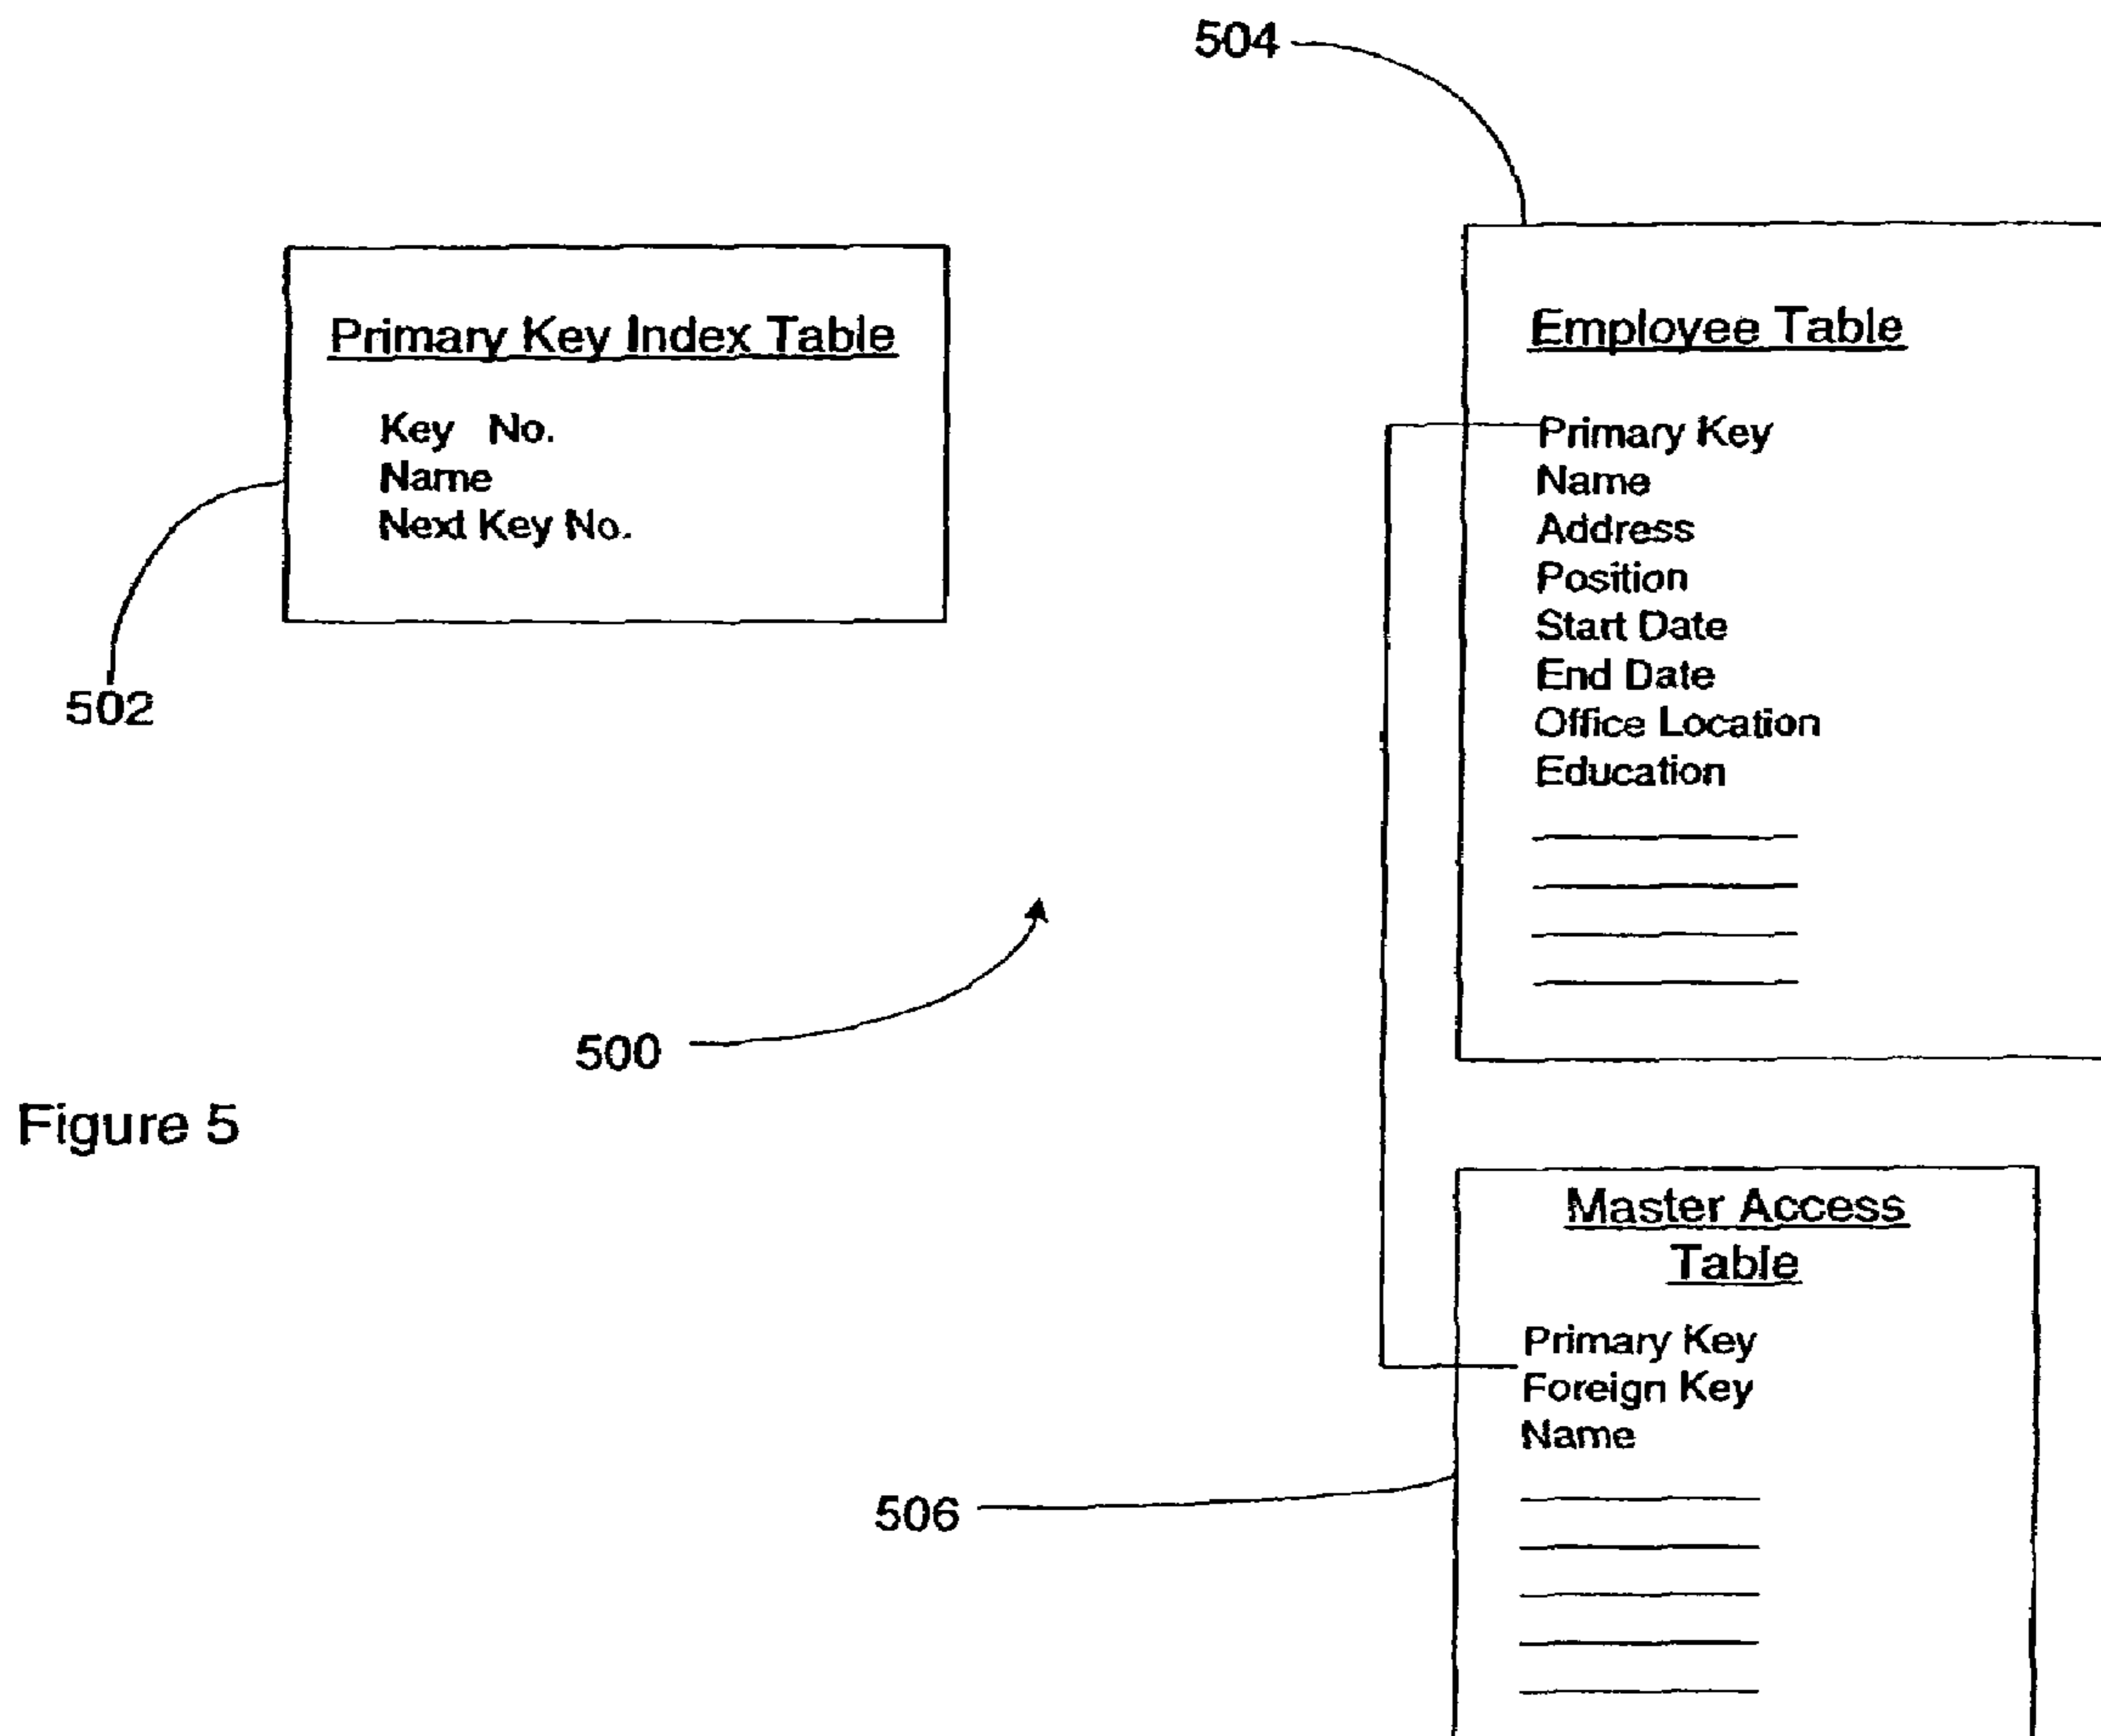 504
Primary Key Index Table
Key No.
Name
Next Key No.
502
Employee Table
Primary Key
Name
Address
Position
Start Date
End Date
Office Location
Education
500
Figure 5
Master Access
Table
Primary Key
Foreign Key
Name
506